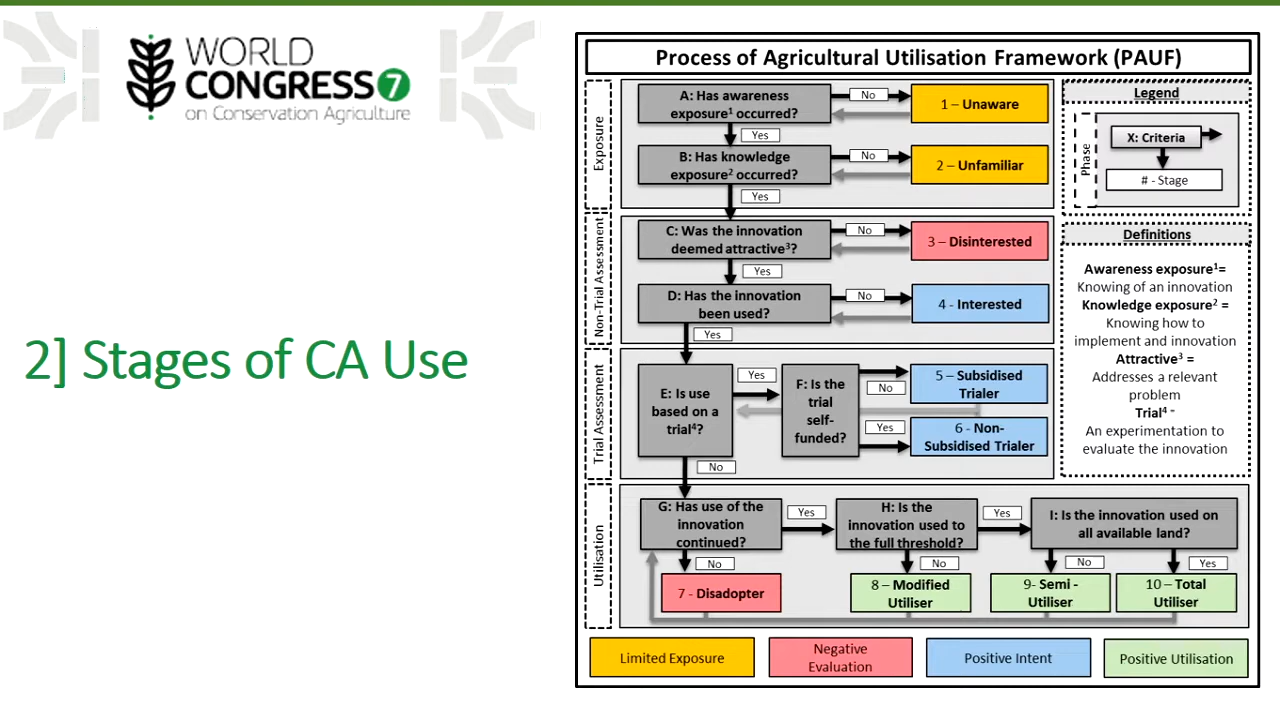 WORLD
CONGRESS 7
on Conservation Agriculture
2] Stages of CA Use
Process of Agricultural Utilisation Framework (PAUF)
Exposure
A: Has awareness
exposure¹ occurred?
No
1 – Unaware
Yes
B: Has knowledge
exposure² occurred?
No
2 – Unfamiliar
Yes
Non-Trial Assessment
C: Was the innovation
deemed attractive³?
No
3 – Disinterested
Yes
D: Has the innovation
been used?
No
4 - Interested
Yes
Trial Assessment
E: Is use
based on a
trial⁴?
Yes
F: Is the
trial
self-
funded?
No
5 – Subsidised
Trialer
Yes
6 - Non-
Subsidised Trialer
No
Utilisation
G: Has use of the
innovation
continued?
Yes
H: Is the
innovation used to
the full threshold?
Yes
I: Is the innovation used on
all available land?
No
7 - Disadopter
No
8 – Modified
Utiliser
No
9- Semi -
Utiliser
Yes
10 – Total
Utiliser
Legend
Phase
X: Criteria
# - Stage
Definitions
Awareness exposure¹=
Knowing of an innovation
Knowledge exposure² =
Knowing how to
implement and innovation
Attractive³ =
Addresses a relevant
problem
Trial⁴ =
An experimentation to
evaluate the innovation
Limited Exposure
Negative
Evaluation
Positive Intent
Positive Utilisation